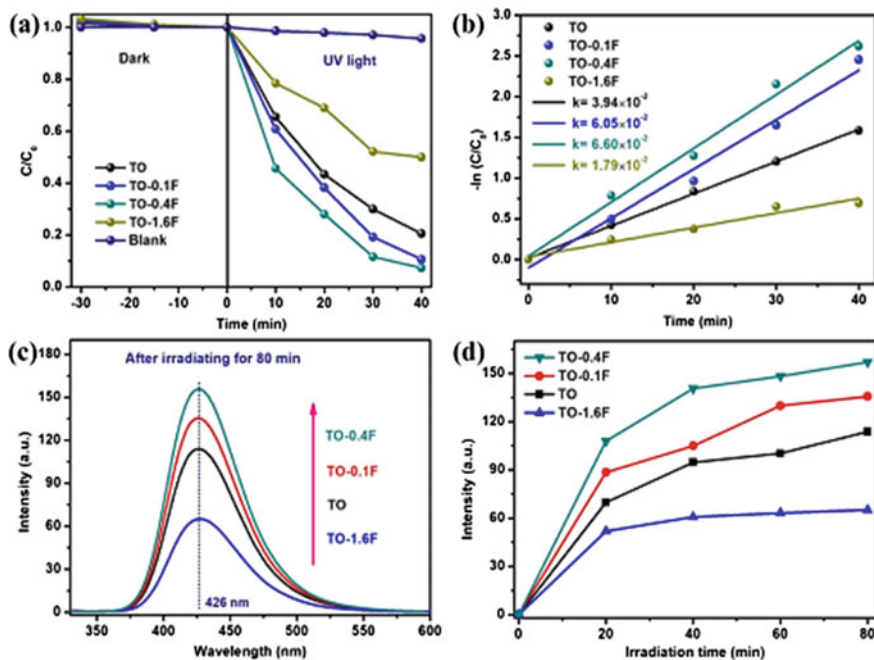 (a)
1.0
0.8
0.6
0.4
0.2
0.0
C/C₀
Dark
UV light
TO
TO-0.1F
TO-0.4F
TO-1.6F
Blank
-30 -20 -10 0 10 20 30 40
Time (min)
(b)
3.0
2.5
2.0
1.5
1.0
0.5
0.0
-Ln (C/C₀)
TO
TO-0.1F
TO-0.4F
TO-1.6F
k= 3.94×10⁻²
k= 6.05×10⁻²
k= 6.60×10⁻²
k= 1.79×10⁻²
0 10 20 30 40
Time (min)
(c)
180
150
120
90
60
30
0
Intensity (a.u.)
After irradiating for 80 min
TO-0.4F
TO-0.1F
TO
TO-1.6F
426 nm
350 400 450 500 550 600
Wavelength (nm)
(d)
150
120
90
60
30
0
Intensity (a.u.)
TO-0.4F
TO-0.1F
TO
TO-1.6F
0 20 40 60 80
Irradiation time (min)